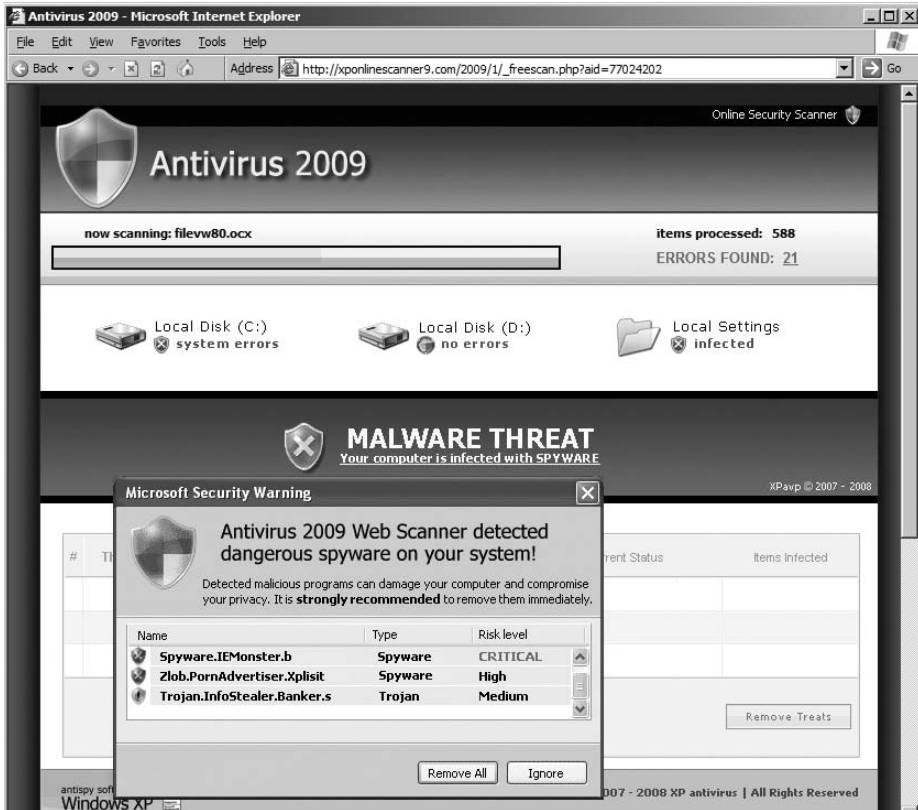 Antivirus 2009 - Microsoft Internet Explorer
File Edit View Favorites Tools Help
Back Address http://xponlinescanner9.com/2009/1/_freescan.php?aid=77024202 Go
Online Security Scanner
Antivirus 2009
now scanning: filevw80.ocx
items processed: 588
ERRORS FOUND: 21
Local Disk (C:)
system errors
Local Disk (D:)
no errors
Local Settings
infected
MALWARE THREAT
Your computer is infected with SPYWARE
XPavp © 2007 - 2008
Microsoft Security Warning
Antivirus 2009 Web Scanner detected
dangerous spyware on your system!
Detected malicious programs can damage your computer and compromise
your privacy. It is strongly recommended to remove them immediately.
Name Type Risk level
Spyware.IEMonster.b Spyware CRITICAL
Zlob.PornAdvertiser.Xplisit Spyware High
Trojan.InfoStealer.Banker.s Trojan Medium
Remove All Ignore
# Status Items Infected
Remove Treats
antispy
Windows XP
2008 XP antivirus | All Rights Reserved